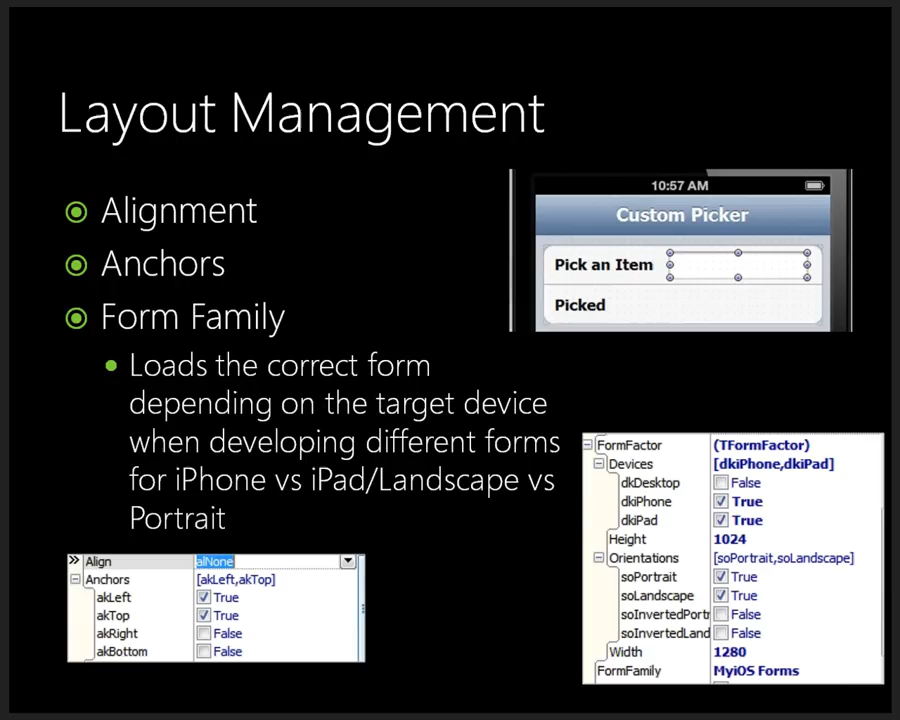 Layout Management
Alignment
Anchors
Form Family
Loads the correct form
depending on the target device
when developing different forms
for iPhone vs iPad/Landscape vs
Portrait
10:57 AM
Custom Picker
Pick an Item
Picked
Align alNone
Anchors [akLeft,akTop]
akLeft True
akTop True
akRight False
akBottom False
FormFactor (TFormFactor)
Devices [dkiPhone,dkiPad]
dkDesktop False
dkiPhone True
dkiPad True
Height 1024
Orientations [soPortrait,soLandscape]
soPortrait True
soLandscape True
soInvertedPortr False
soInvertedLand False
Width 1280
FormFamily MyiOS Forms